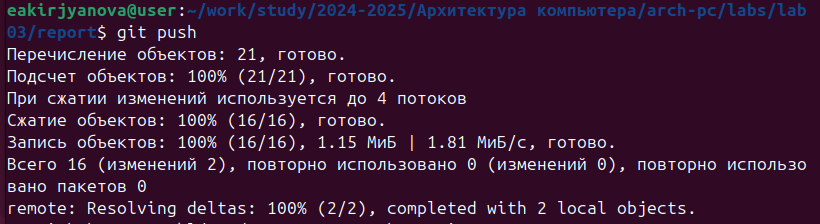 eakirjyanova@user:~/work/study/2024-2025/Архитектура компьютера/arch-pc/labs/lab
03/report$ git push
Перечисление объектов: 21, готово.
Подсчет объектов: 100% (21/21), готово.
При сжатии изменений используется до 4 потоков
Сжатие объектов: 100% (16/16), готово.
Запись объектов: 100% (16/16), 1.15 МиБ | 1.81 МиБ/с, готово.
Всего 16 (изменений 2), повторно использовано 0 (изменений 0), повторно использо
вано пакетов 0
remote: Resolving deltas: 100% (2/2), completed with 2 local objects.